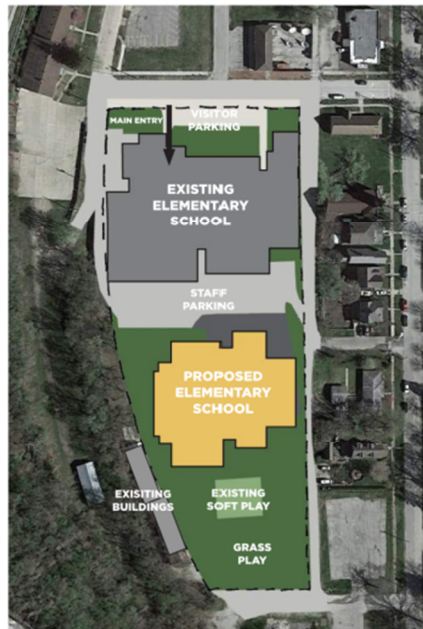 MAIN ENTRY
VISITOR
PARKING
EXISTING
ELEMENTARY
SCHOOL
STAFF
PARKING
PROPOSED
ELEMENTARY
SCHOOL
EXISITING
BUILDINGS
EXISTING
SOFT PLAY
GRASS
PLAY